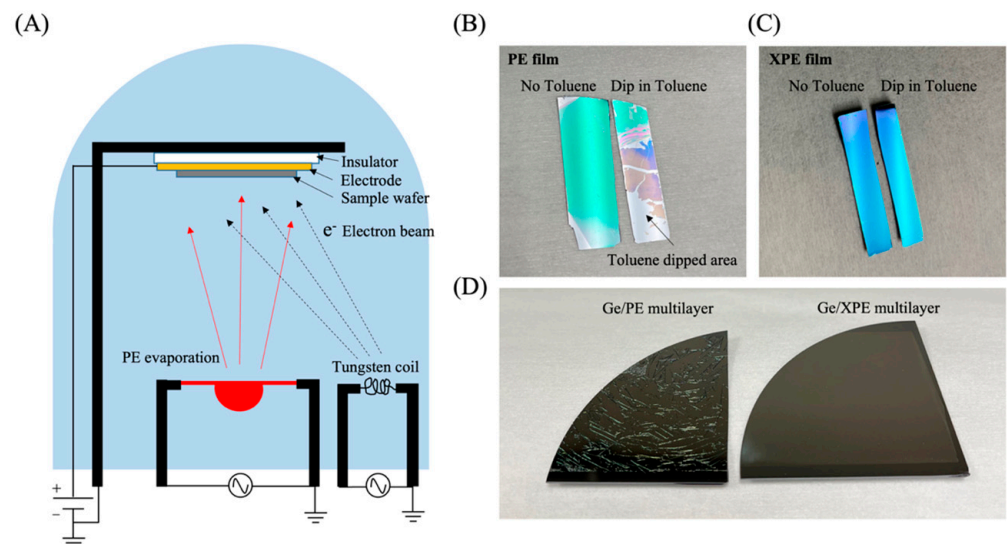 (A)
Insulator
Electrode
Sample wafer
e- Electron beam
PE evaporation
Tungsten coil
+
−
(B)
PE film
No Toluene Dip in Toluene
Toluene dipped area
(C)
XPE film
No Toluene Dip in Toluene
(D)
Ge/PE multilayer
Ge/XPE multilayer